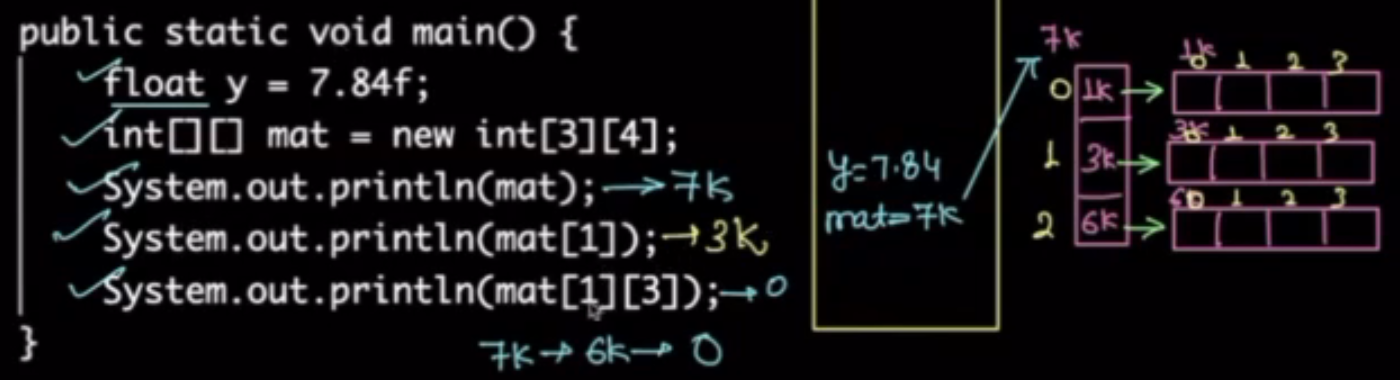 public static void main() {
float y = 7.84f;
int[][] mat = new int[3][4];
System.out.println(mat); → 7k
System.out.println(mat[1]); → 3k
System.out.println(mat[1][3]); → 0
}
7k → 6k → 0
y=7.84
mat=7k
7k
0 1k →
1 3k →
2 6k →
1k
0 1 2 3
3k
0 1 2 3
6k
0 1 2 3